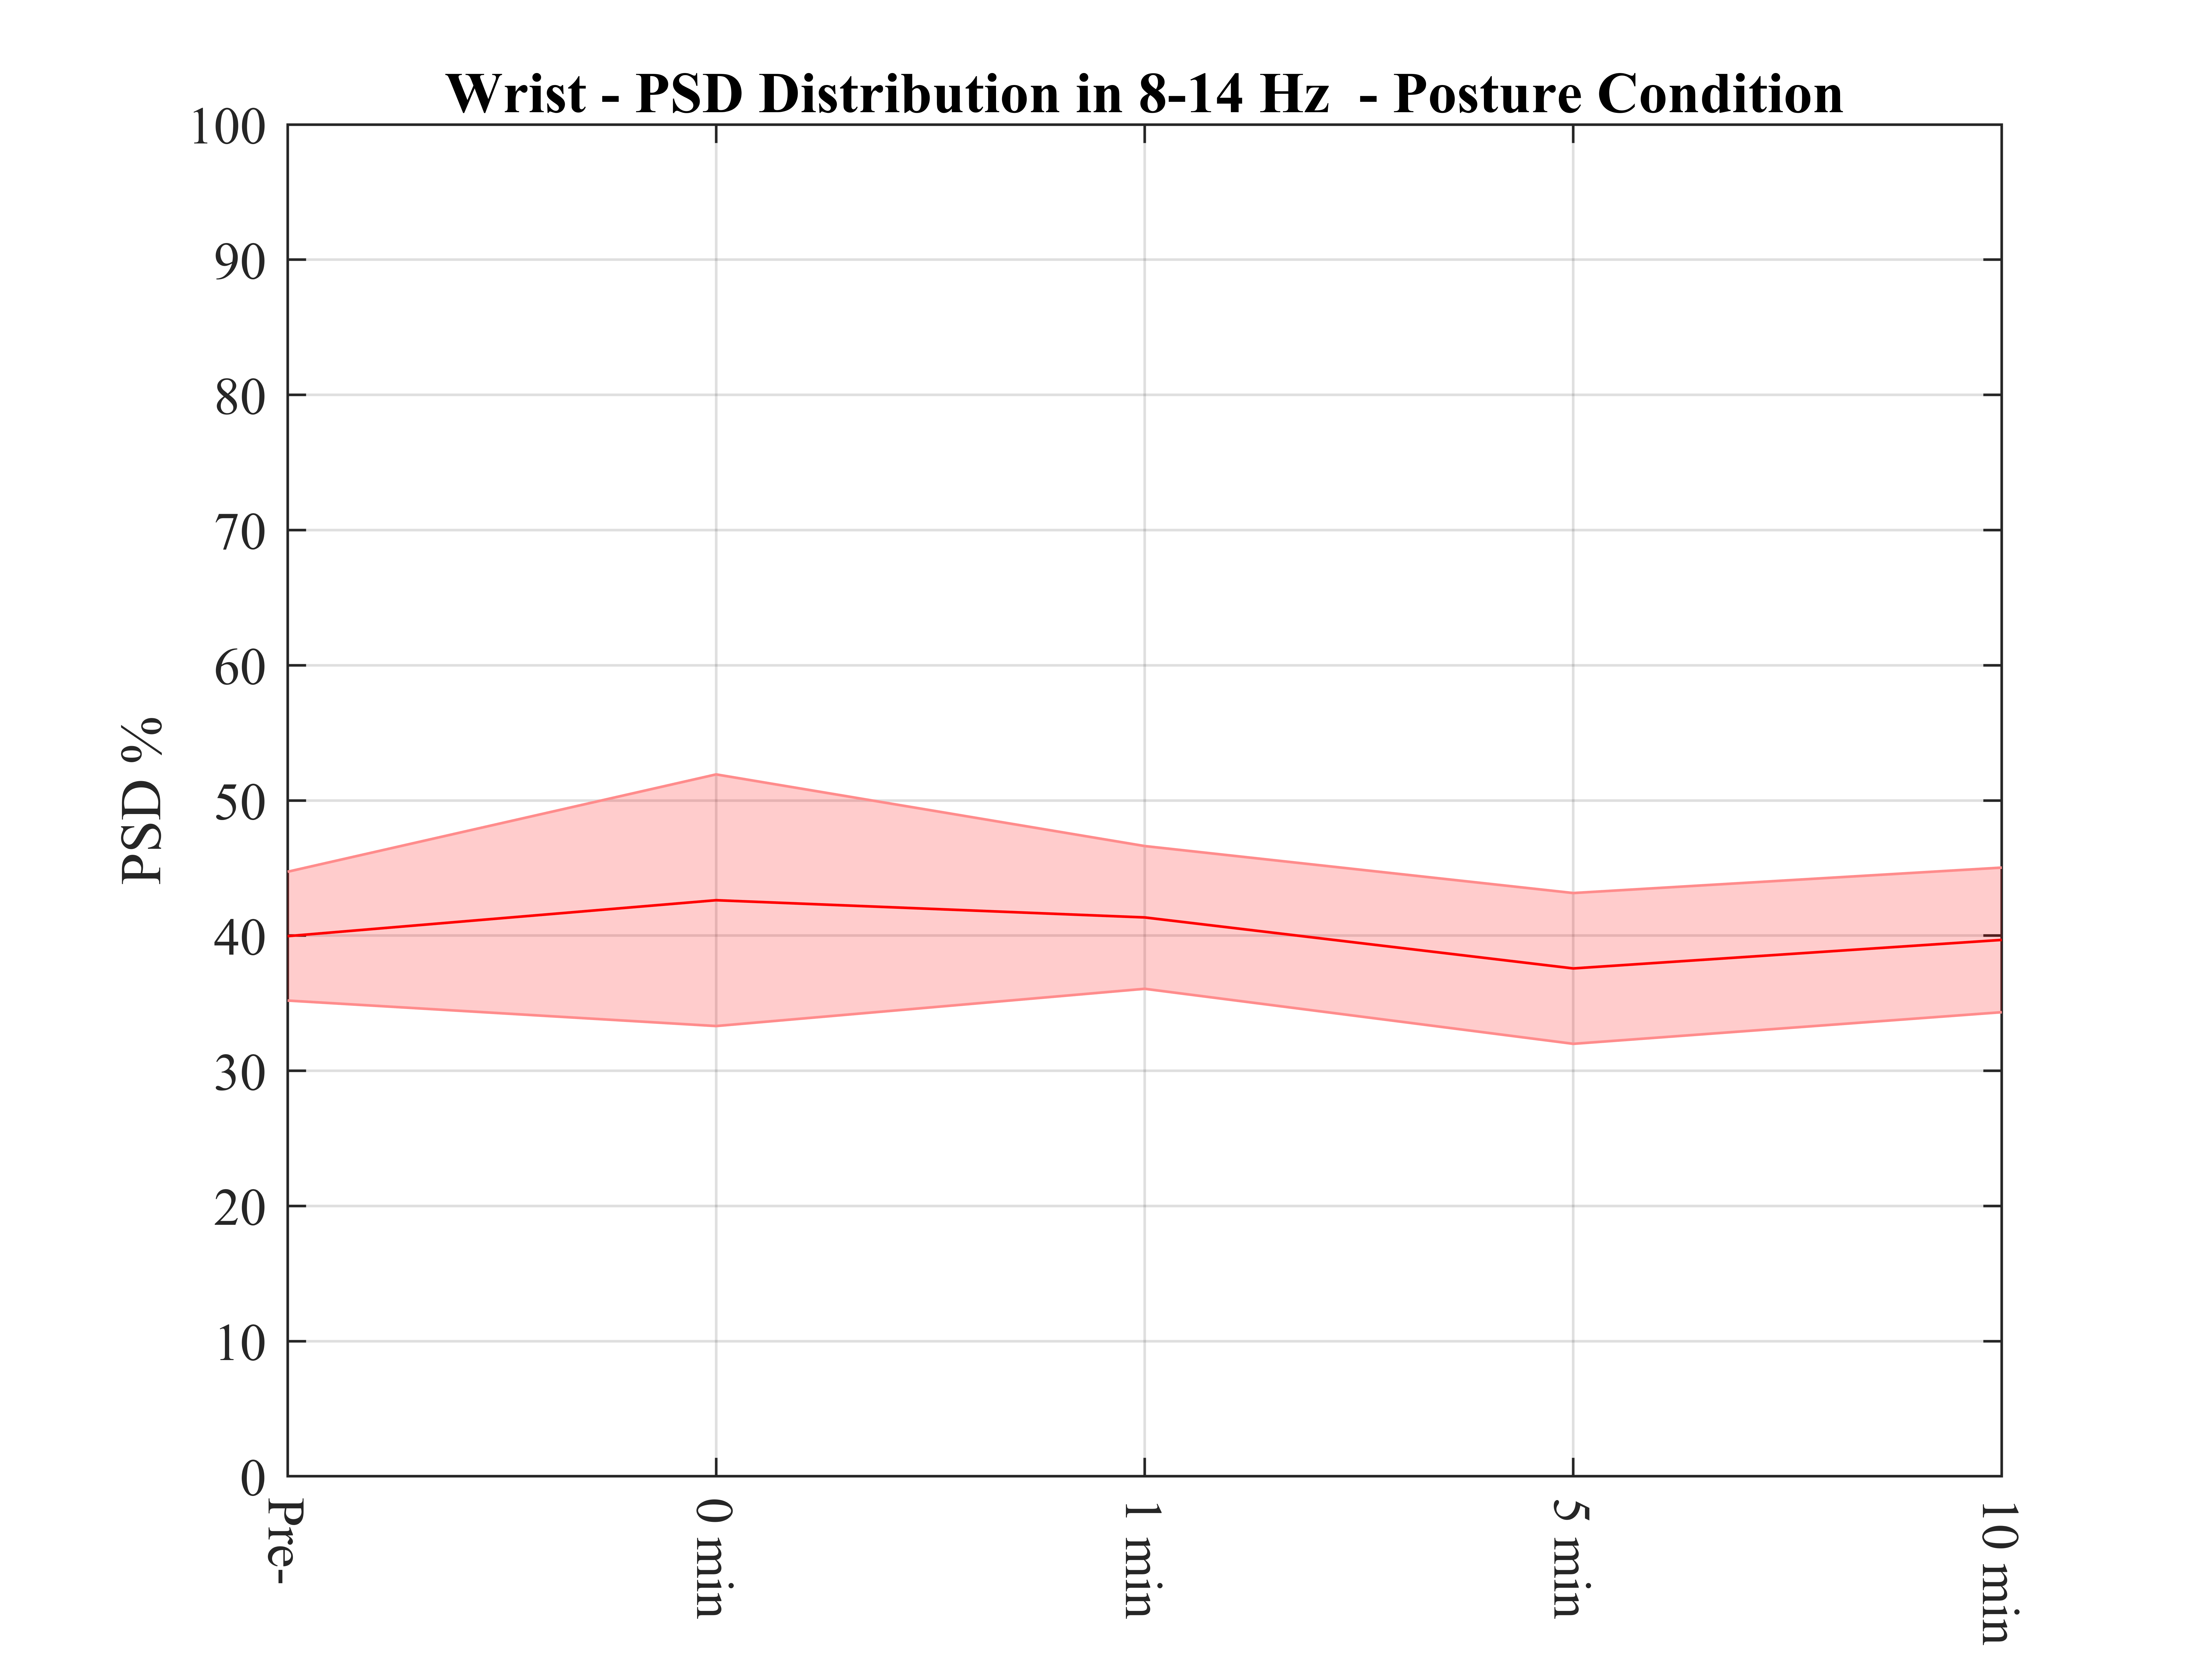 Wrist - PSD Distribution in 8-14 Hz  - Posture Condition
100
90
80
70
60
50
40
30
20
10
0
PSD %
Pre-
0 min
1 min
5 min
10 min